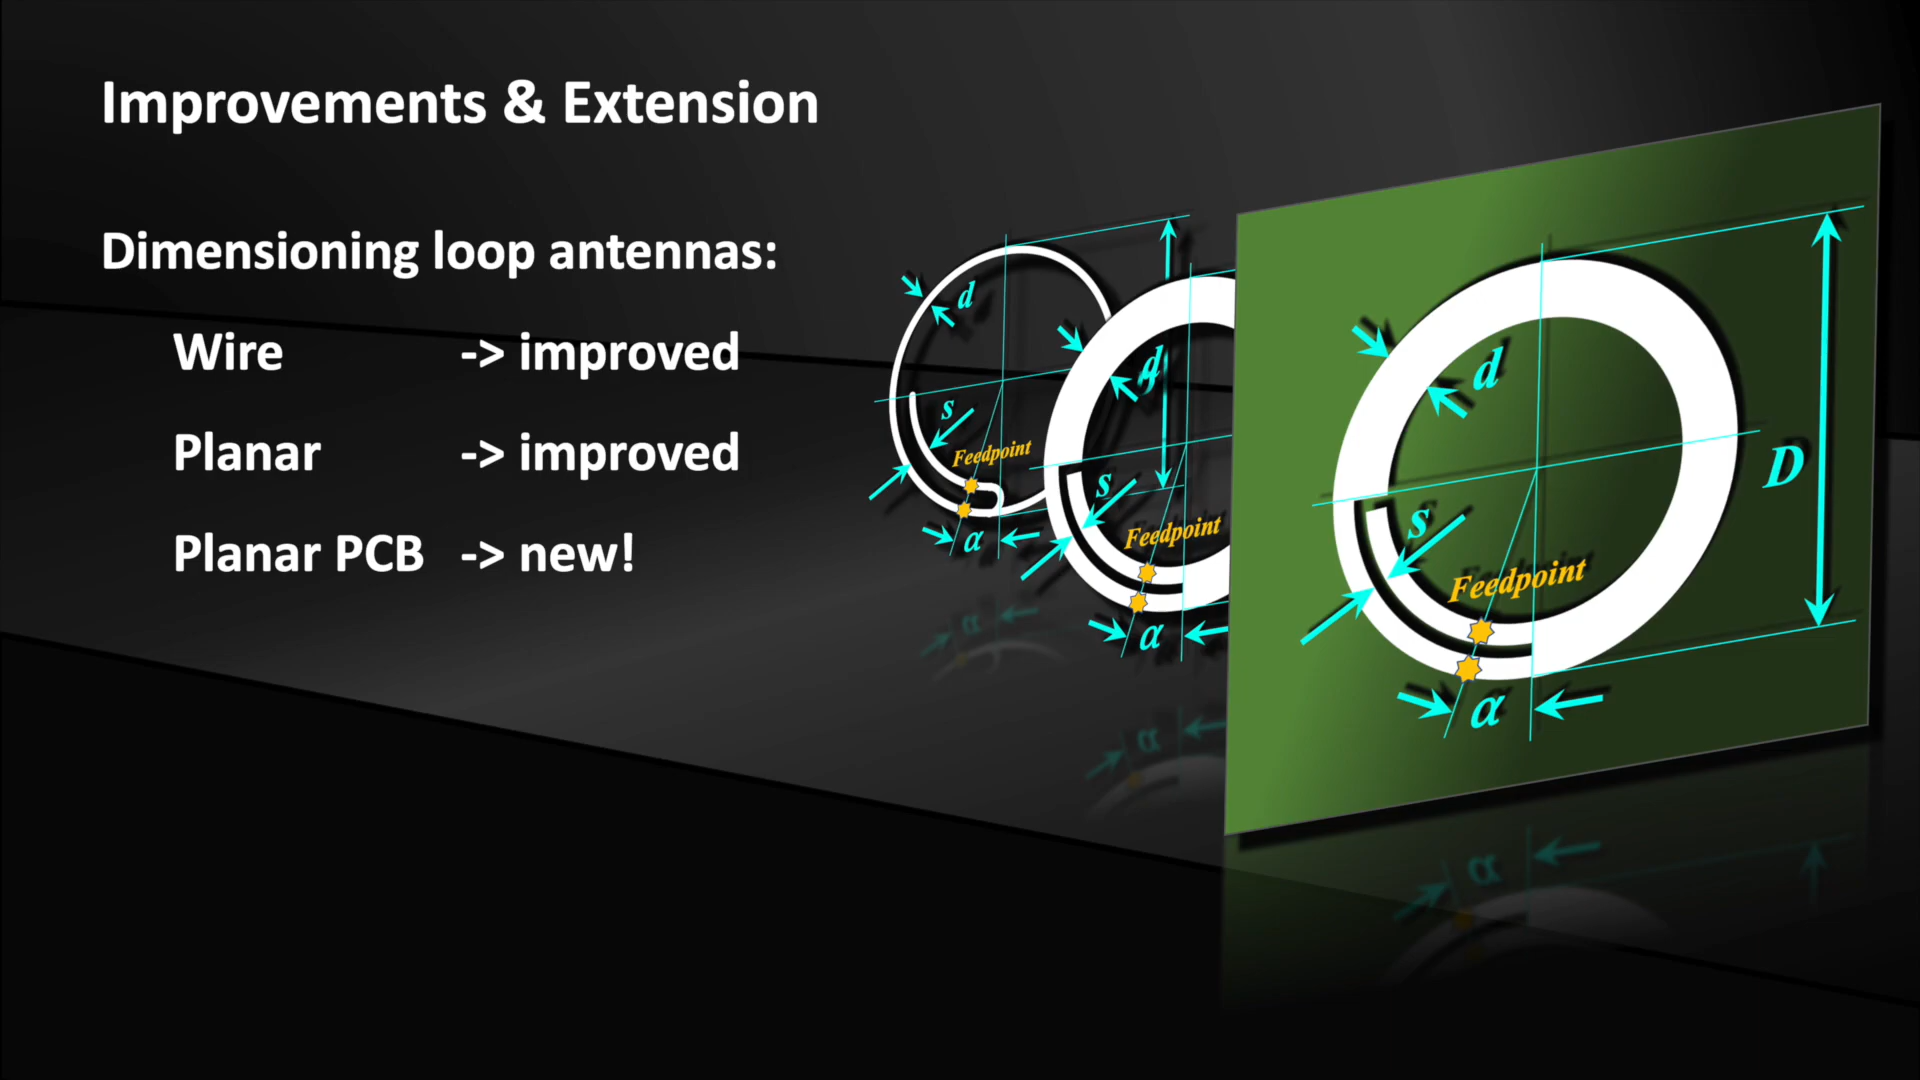 Improvements & Extension
Dimensioning loop antennas:
Wire -> improved
Planar -> improved
Planar PCB -> new!
d
s
Feedpoint
α
d
s
Feedpoint
α
d
D
s
Feedpoint
α
α
α
α